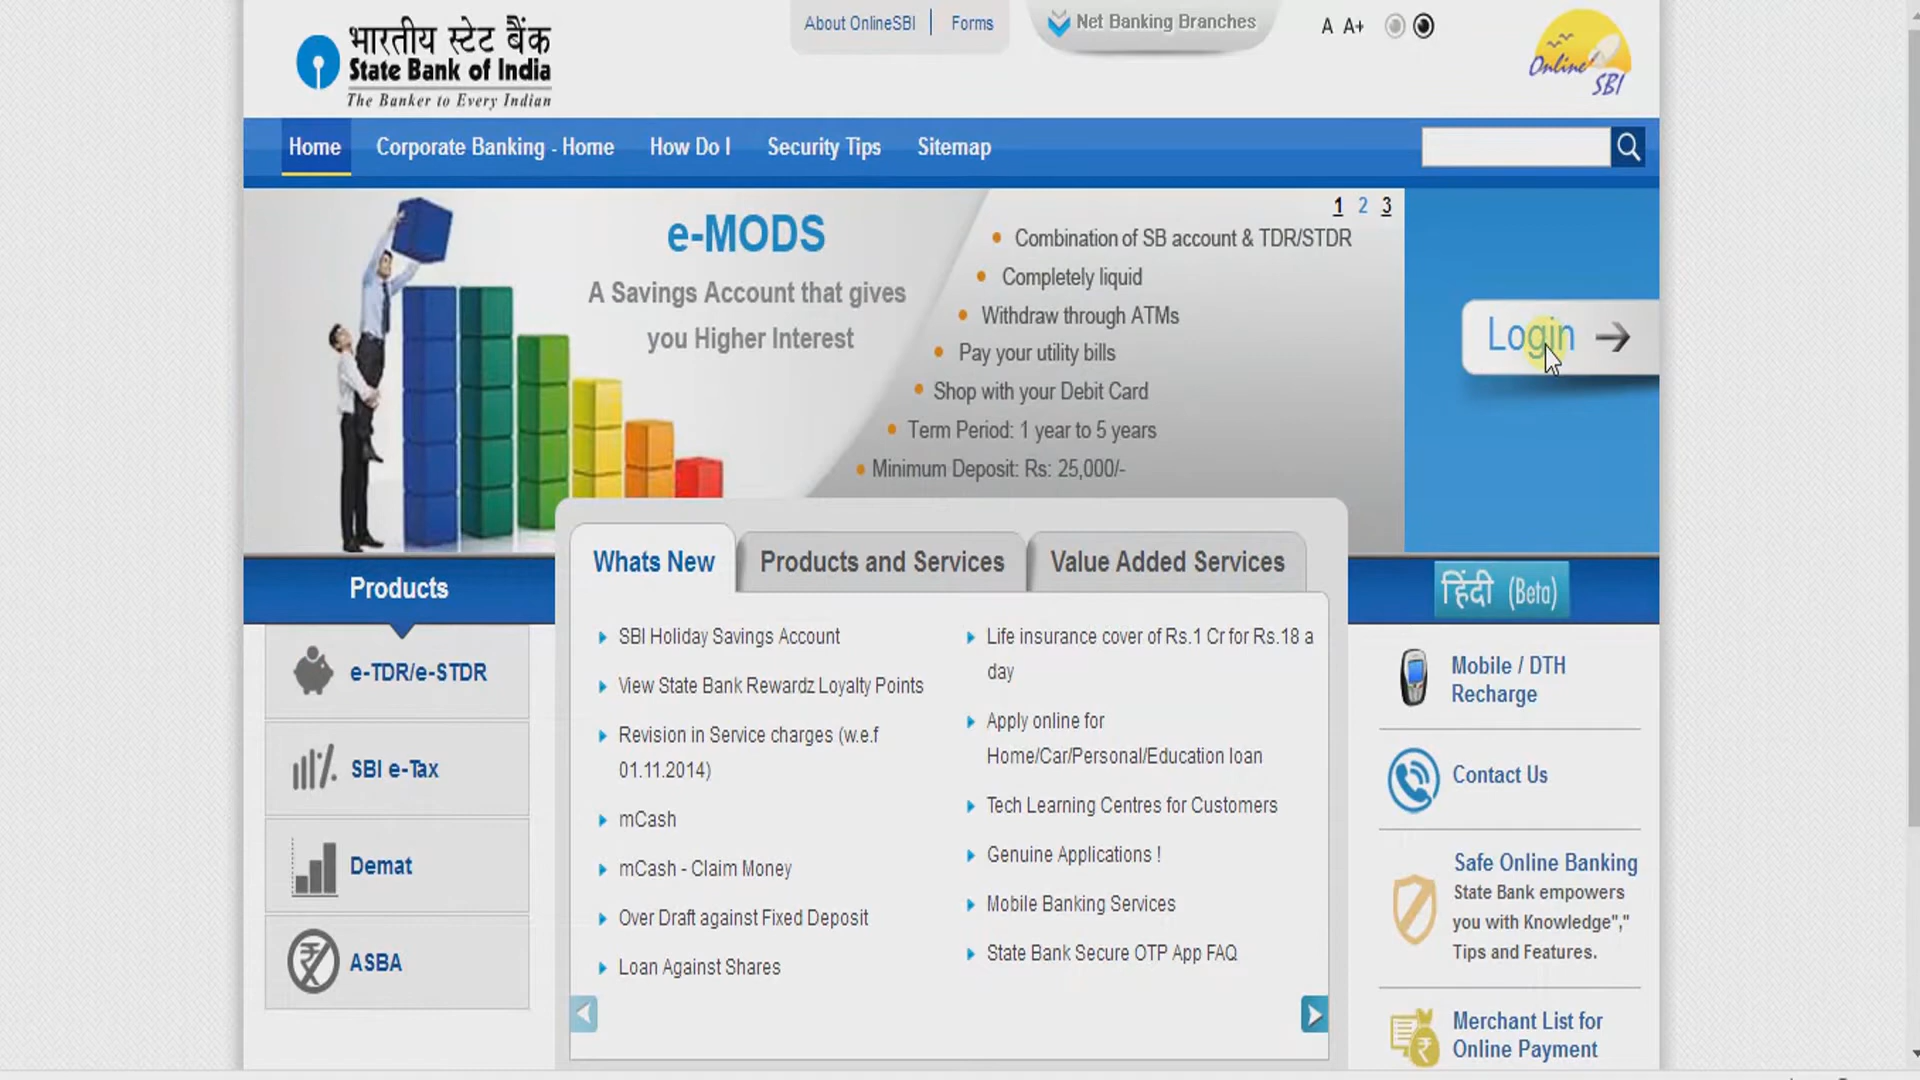 भारतीय स्टेट बैंक
State Bank of India
The Banker to Every Indian
About OnlineSBI
Forms
Net Banking Branches
A A+
Online SBI
Home
Corporate Banking - Home
How Do I
Security Tips
Sitemap
e-MODS
A Savings Account that gives
you Higher Interest
1 2 3
Combination of SB account & TDR/STDR
Completely liquid
Withdraw through ATMs
Pay your utility bills
Shop with your Debit Card
Term Period: 1 year to 5 years
Minimum Deposit: Rs: 25,000/-
Login
Products
e-TDR/e-STDR
SBI e-Tax
Demat
ASBA
Whats New
Products and Services
Value Added Services
SBI Holiday Savings Account
View State Bank Rewardz Loyalty Points
Revision in Service charges (w.e.f
01.11.2014)
mCash
mCash - Claim Money
Over Draft against Fixed Deposit
Loan Against Shares
Life insurance cover of Rs.1 Cr for Rs.18 a
day
Apply online for
Home/Car/Personal/Education loan
Tech Learning Centres for Customers
Genuine Applications !
Mobile Banking Services
State Bank Secure OTP App FAQ
हिंदी (Beta)
Mobile / DTH
Recharge
Contact Us
Safe Online Banking
State Bank empowers
you with Knowledge","
Tips and Features.
Merchant List for
Online Payment